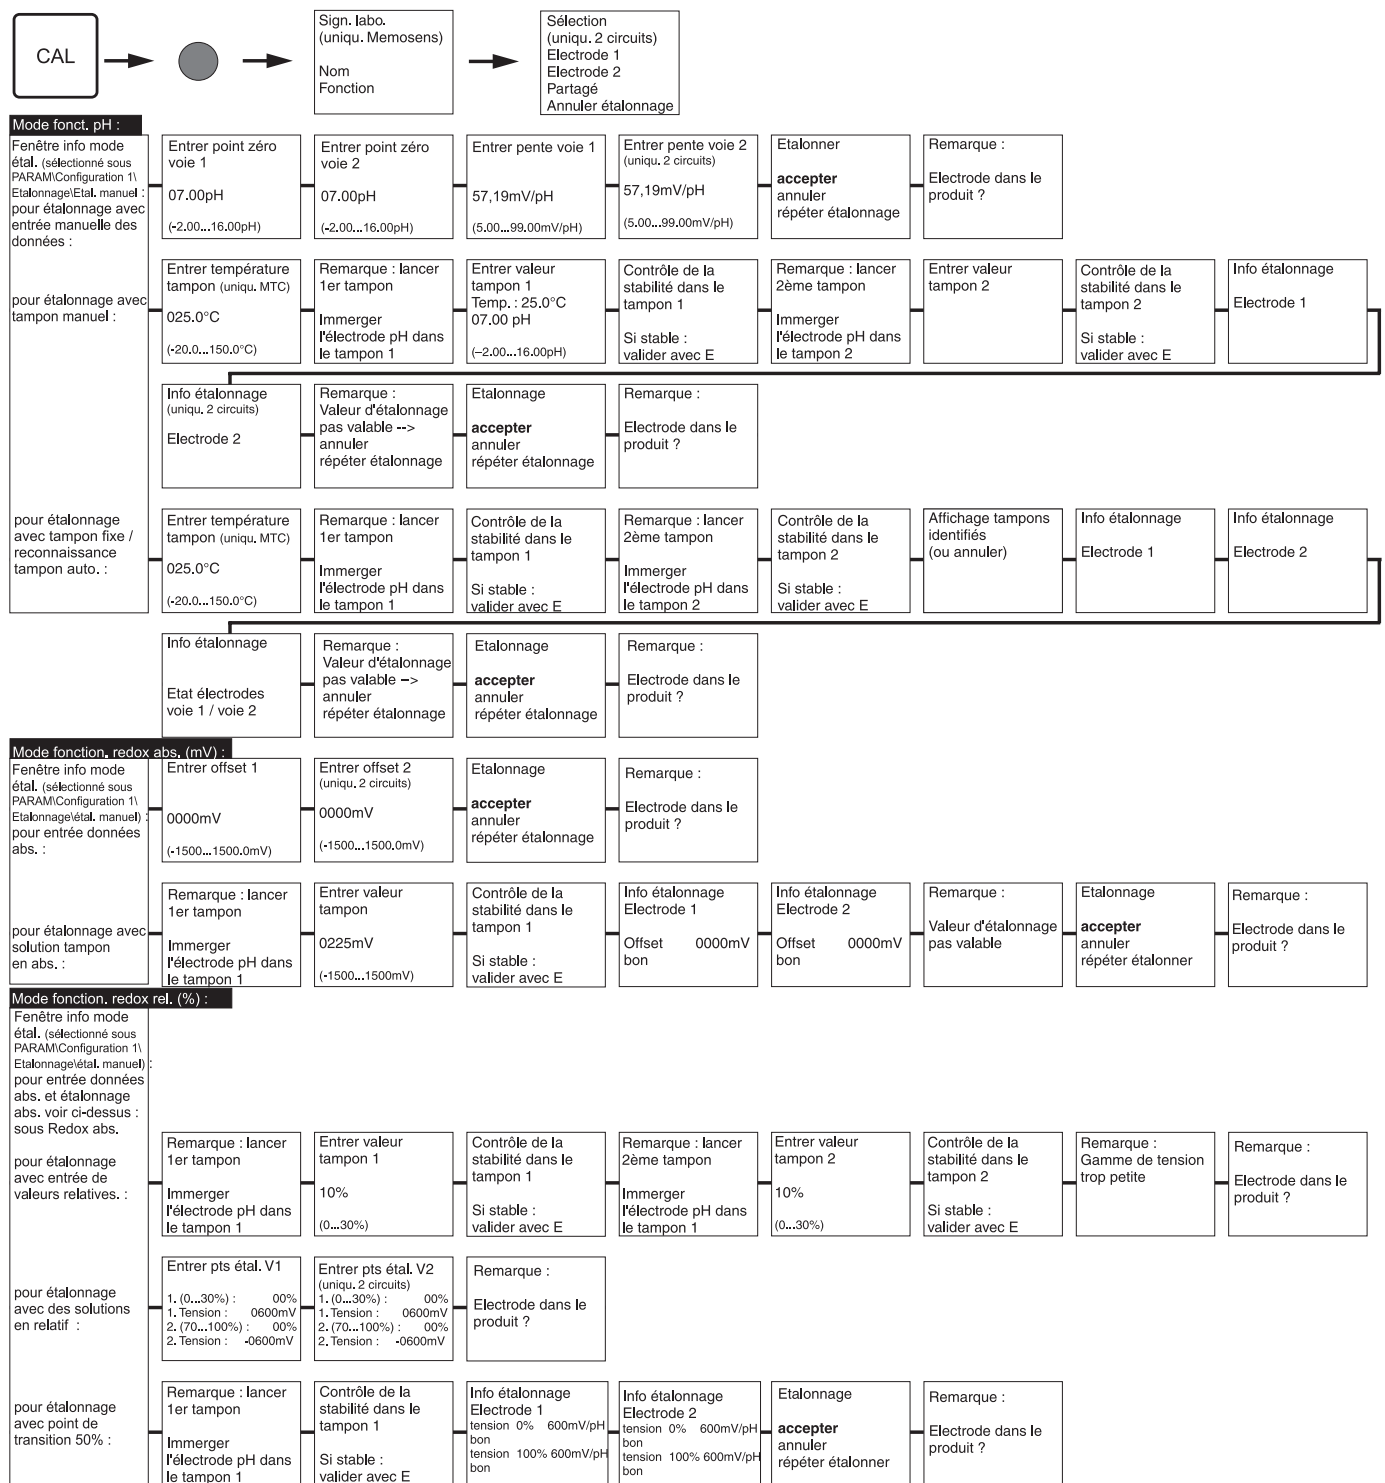 CAL
Sign. labo.
(uniqu. Memosens)
Nom
Fonction
Sélection
(uniqu. 2 circuits)
Electrode 1
Electrode 2
Partagé
Annuler étalonnage
Mode fonct. pH :
Fenêtre info mode
étal. (sélectionné sous
PARAM\Configuration 1\
Etalonnage\Etal. manuel :
pour étalonnage avec
entrée manuelle des
données :
Entrer point zéro
voie 1
07.00pH
(-2.00...16.00pH)
Entrer point zéro
voie 2
07.00pH
(-2.00...16.00pH)
Entrer pente voie 1
57,19mV/pH
(5.00...99.00mV/pH)
Entrer pente voie 2
(uniqu. 2 circuits)
57,19mV/pH
(5.00...99.00mV/pH)
Etalonner
accepter
annuler
répéter étalonnage
Remarque :
Electrode dans le
produit ?
pour étalonnage avec
tampon manuel :
Entrer température
tampon (uniqu. MTC)
025.0°C
(-20.0...150.0°C)
Remarque : lancer
1er tampon
Immerger
l'électrode pH dans
le tampon 1
Entrer valeur
tampon 1
Temp. : 25.0°C
07.00 pH
(–2.00...16.00pH)
Contrôle de la
stabilité dans le
tampon 1
Si stable :
valider avec E
Remarque : lancer
2ème tampon
Immerger
l'électrode pH dans
le tampon 2
Entrer valeur
tampon 2
Contrôle de la
stabilité dans le
tampon 2
Si stable :
valider avec E
Info étalonnage
Electrode 1
Info étalonnage
(uniqu. 2 circuits)
Electrode 2
Remarque :
Valeur d'étalonnage
pas valable -->
annuler
répéter étalonnage
Etalonnage
accepter
annuler
répéter étalonnage
Remarque :
Electrode dans le
produit ?
pour étalonnage
avec tampon fixe /
reconnaissance
tampon auto. :
Entrer température
tampon (uniqu. MTC)
025.0°C
(-20.0...150.0°C)
Remarque : lancer
1er tampon
Immerger
l'électrode pH dans
le tampon 1
Contrôle de la
stabilité dans le
tampon 1
Si stable :
valider avec E
Remarque : lancer
2ème tampon
Immerger
l'électrode pH dans
le tampon 2
Contrôle de la
stabilité dans le
tampon 2
Si stable :
valider avec E
Affichage tampons
identifiés
(ou annuler)
Info étalonnage
Electrode 1
Info étalonnage
Electrode 2
Info étalonnage
Etat électrodes
voie 1 / voie 2
Remarque :
Valeur d'étalonnage
pas valable –>
annuler
répéter étalonnage
Etalonnage
accepter
annuler
répéter étalonnage
Remarque :
Electrode dans le
produit ?
Mode fonction. redox abs. (mV) :
Fenêtre info mode
étal. (sélectionné sous
PARAM\Configuration 1\
Etalonnage\étal. manuel) :
pour entrée données
abs. :
Entrer offset 1
0000mV
(-1500...1500.0mV)
Entrer offset 2
(uniqu. 2 circuits)
0000mV
(-1500...1500.0mV)
Etalonnage
accepter
annuler
répéter étalonnage
Remarque :
Electrode dans le
produit ?
pour étalonnage avec
solution tampon
en abs. :
Remarque : lancer
1er tampon
Immerger
l'électrode pH dans
le tampon 1
Entrer valeur
tampon
0225mV
(-1500...1500mV)
Contrôle de la
stabilité dans le
tampon 1
Si stable :
valider avec E
Info étalonnage
Electrode 1
Offset 0000mV
bon
Info étalonnage
Electrode 2
Offset 0000mV
bon
Remarque :
Valeur d'étalonnage
pas valable
Etalonnage
accepter
annuler
répéter étalonner
Remarque :
Electrode dans le
produit ?
Mode fonction. redox rel. (%) :
Fenêtre info mode
étal. (sélectionné sous
PARAM\Configuration 1\
Etalonnage\étal. manuel) :
pour entrée données
abs. et étalonnage
abs. voir ci-dessus :
sous Redox abs.
pour étalonnage
avec entrée de
valeurs relatives. :
Remarque : lancer
1er tampon
Immerger
l'électrode pH dans
le tampon 1
Entrer valeur
tampon 1
10%
(0...30%)
Contrôle de la
stabilité dans le
tampon 1
Si stable :
valider avec E
Remarque : lancer
2ème tampon
Immerger
l'électrode pH dans
le tampon 1
Entrer valeur
tampon 2
10%
(0...30%)
Contrôle de la
stabilité dans le
tampon 2
Si stable :
valider avec E
Remarque :
Gamme de tension
trop petite
Remarque :
Electrode dans le
produit ?
pour étalonnage
avec des solutions
en relatif :
Entrer pts étal. V1
1. (0...30%) : 00%
1. Tension : 0600mV
2. (70...100%) : 00%
2. Tension : -0600mV
Entrer pts étal. V2
(uniqu. 2 circuits)
1. (0...30%) : 00%
1. Tension : 0600mV
2. (70...100%) : 00%
2. Tension : -0600mV
Remarque :
Electrode dans le
produit ?
pour étalonnage
avec point de
transition 50% :
Remarque : lancer
1er tampon
Immerger
l'électrode pH dans
le tampon 1
Contrôle de la
stabilité dans le
tampon 1
Si stable :
valider avec E
Info étalonnage
Electrode 1
tension 0% 600mV/pH
bon
tension 100% 600mV/pH
bon
Info étalonnage
Electrode 2
tension 0% 600mV/pH
bon
tension 100% 600mV/pH
bon
Etalonnage
accepter
annuler
répéter étalonner
Remarque :
Electrode dans le
produit ?